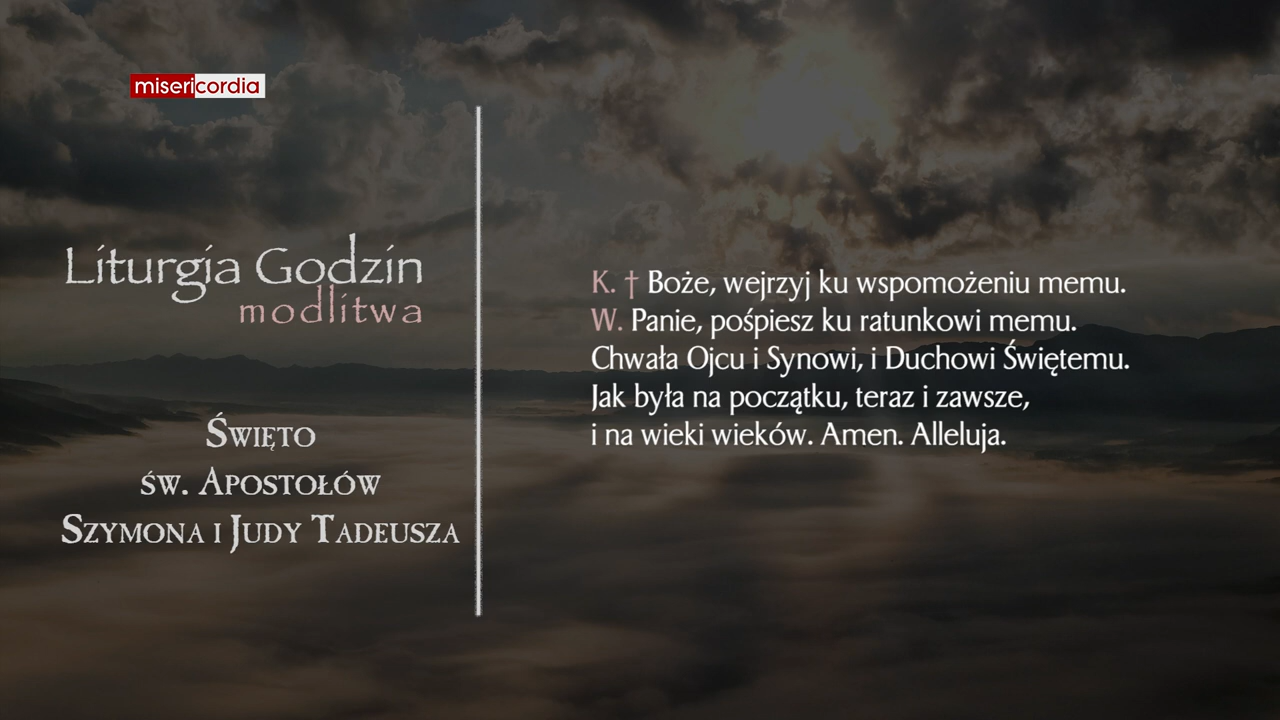 misericordia
Liturgia Godzin
modlitwa
Święto
św. Apostołów
Szymona i Judy Tadeusza
K. † Boże, wejrzyj ku wspomożeniu memu.
W. Panie, pośpiesz ku ratunkowi memu.
Chwała Ojcu i Synowi, i Duchowi Świętemu.
Jak była na początku, teraz i zawsze,
i na wieki wieków. Amen. Alleluja.